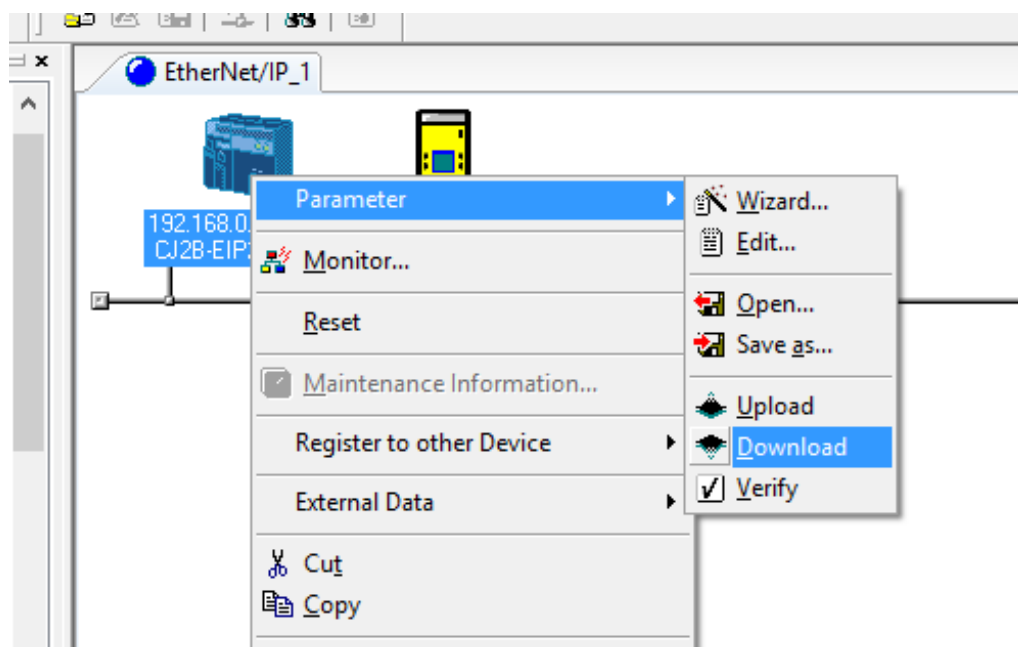 EtherNet/IP_1
192.168.0.
CJ2B-EIP
Parameter
Monitor...
Reset
Maintenance Information...
Register to other Device
External Data
Cut
Copy
Wizard...
Edit...
Open...
Save as...
Upload
Download
Verify